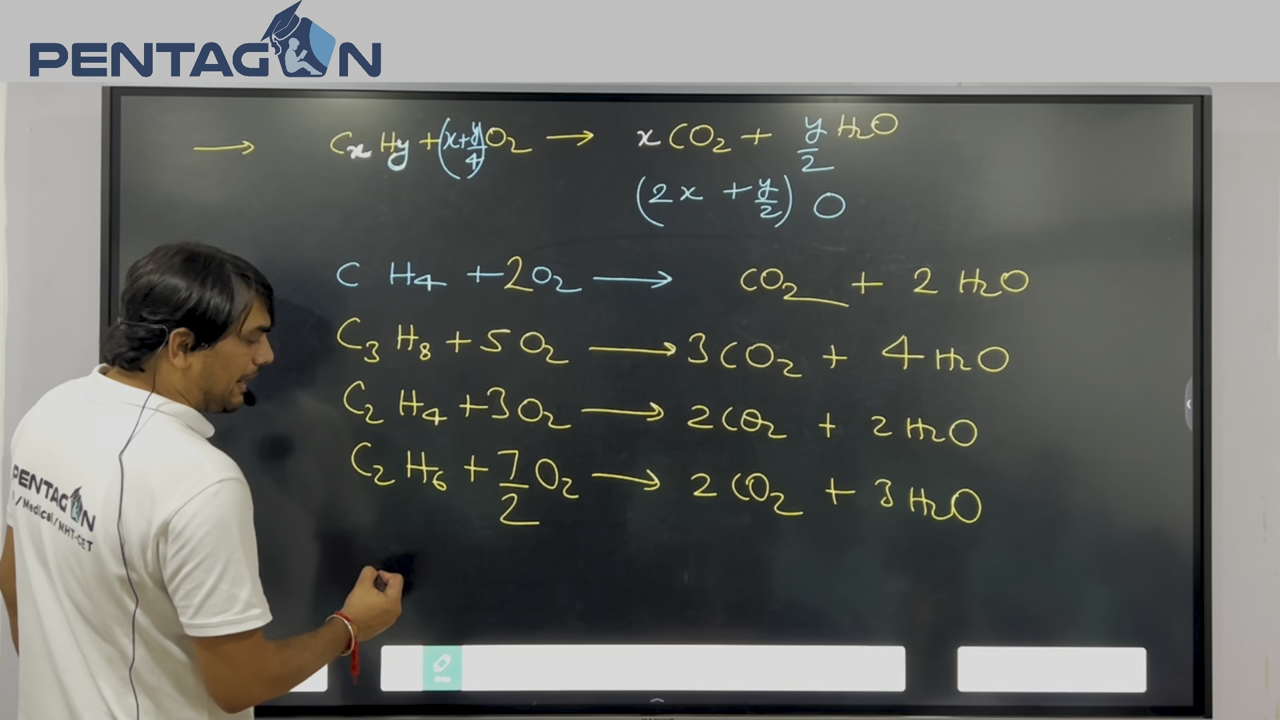 PENTAGON
→ CxHy + (x+y/4)O2 → xCO2 + y/2 H2O
(2x + y/2) O
CH4 + 2O2 → CO2 + 2H2O
C3H8 + 5O2 → 3CO2 + 4H2O
C2H4 + 3O2 → 2CO2 + 2H2O
C2H6 + 7/2 O2 → 2CO2 + 3H2O
PENTAGON
/Medical/MHT-CET